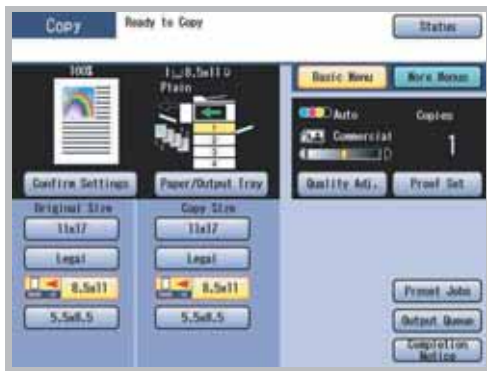 Copy
Ready to Copy
Status
100%
8.5x11
Plain
Basic Menu
More Menus
1
2
3
4
Auto
Copies
Commercial
1
Confirm Settings
Paper/Output Tray
Quality Adj.
Proof Set
Original Size
Copy Size
11x17
11x17
Legal
Legal
8.5x11
8.5x11
Preset Jobs
5.5x8.5
5.5x8.5
Output Queue
Completion
Notice